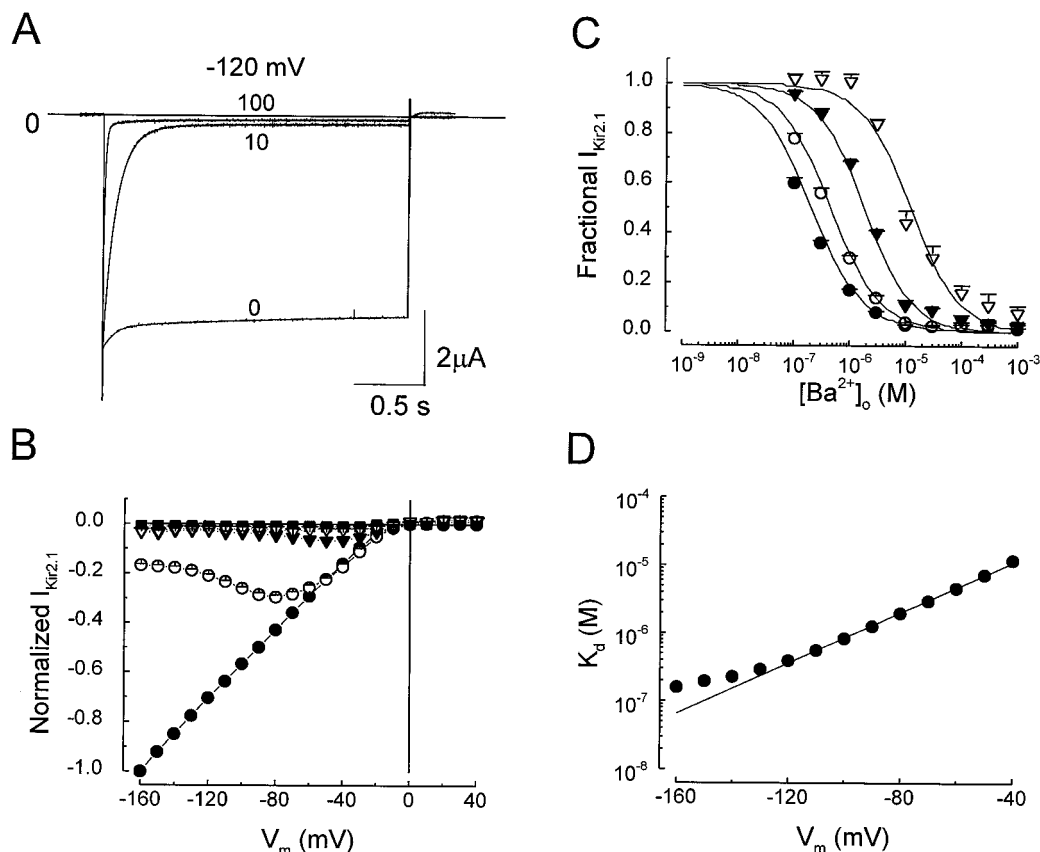 A
-120 mV
0
100
10
0
2µA
0.5 s
B
Normalized I_Kir2.1
0.0
-0.2
-0.4
-0.6
-0.8
-1.0
-160 -120 -80 -40 0 40
V_m (mV)
C
Fractional I_Kir2.1
1.0
0.8
0.6
0.4
0.2
0.0
10⁻⁹ 10⁻⁸ 10⁻⁷ 10⁻⁶ 10⁻⁵ 10⁻⁴ 10⁻³
[Ba²⁺]_o (M)
D
K_d (M)
10⁻⁴
10⁻⁵
10⁻⁶
10⁻⁷
10⁻⁸
-160 -120 -80 -40
V_m (mV)